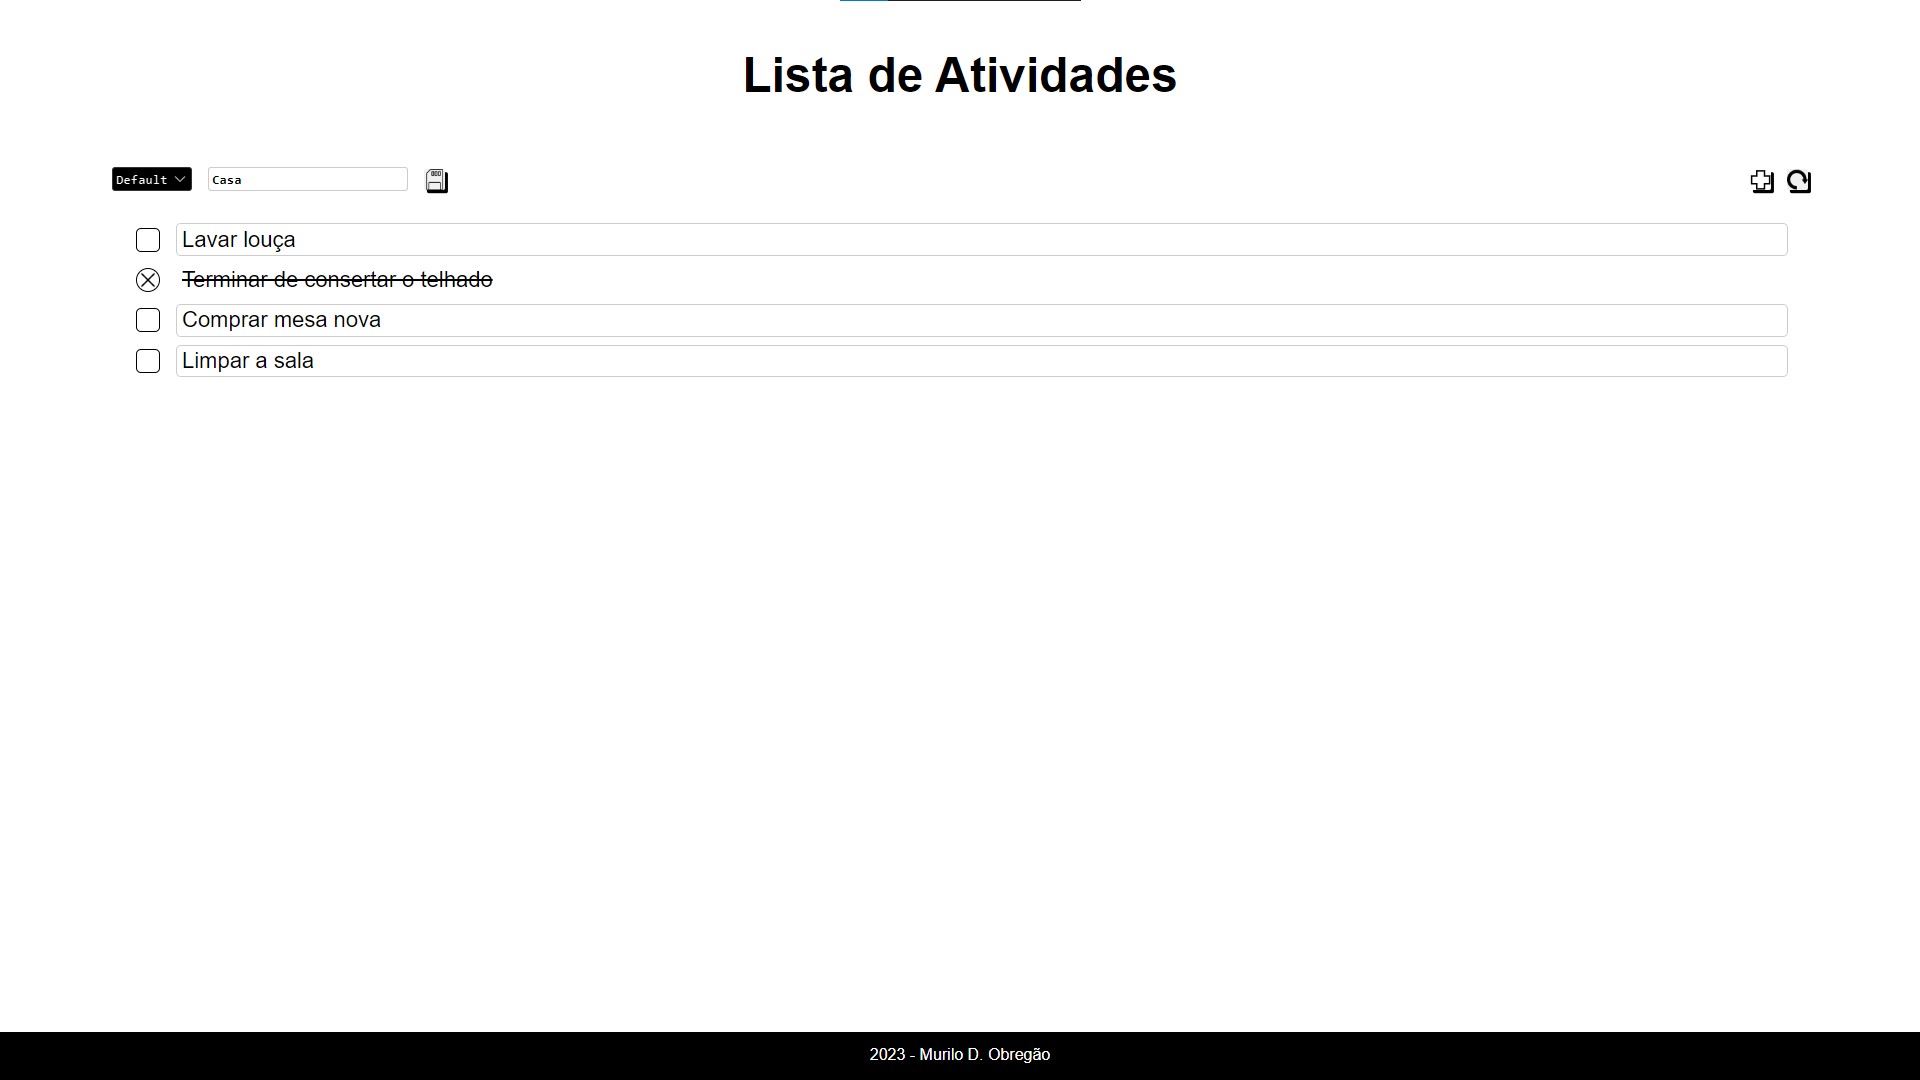 Lista de Atividades
Default Casa
Lavar louça
Terminar de consertar o telhado
Comprar mesa nova
Limpar a sala
2023 - Murilo D. Obregão